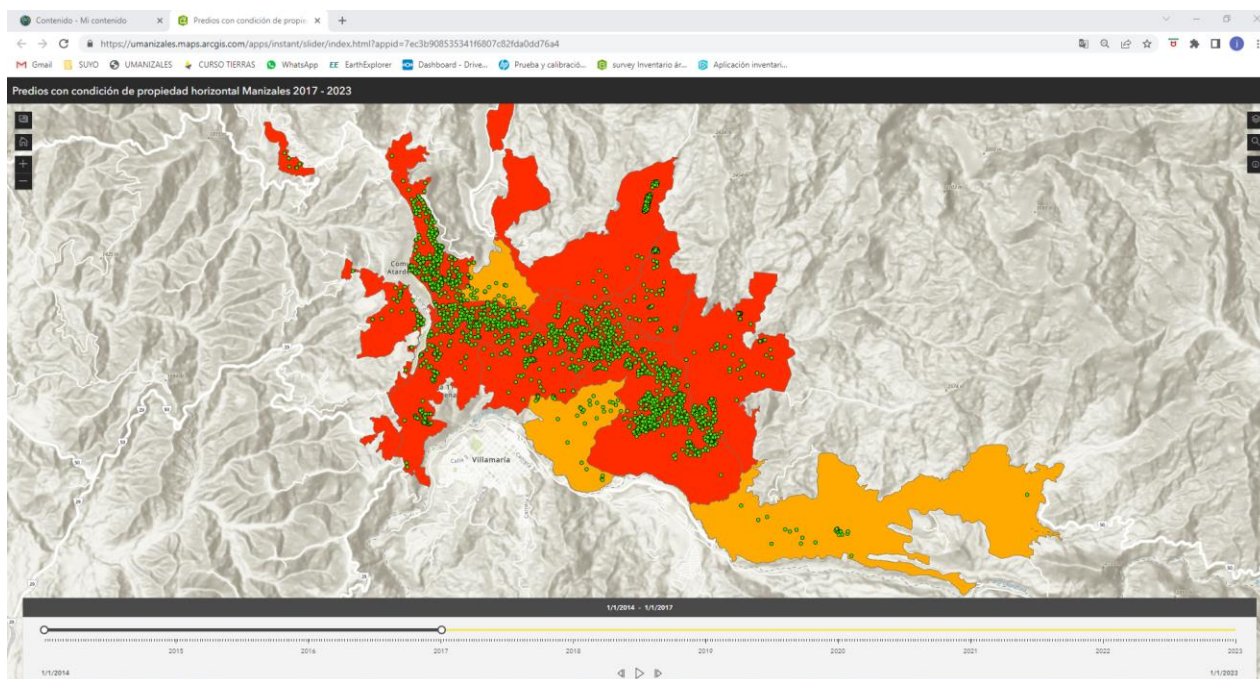 Contenido - Mi contenido
Predios con condición de propie
https://umanizales.maps.arcgis.com/apps/instant/slider/index.html?appid=7ec3b908535341f6807c82fda0dd76a4
Gmail SUYO UMANIZALES CURSO TIERRAS WhatsApp EE EarthExplorer Dashboard - Drive... Prueba y calibració... survey Inventario ár... Aplicación inventari...
Predios con condición de propiedad horizontal Manizales 2017 - 2023
Villamaría
1/1/2014 - 1/1/2017
2015 2016 2017 2018 2019 2020 2021 2022 2023
1/1/2014 1/1/2023